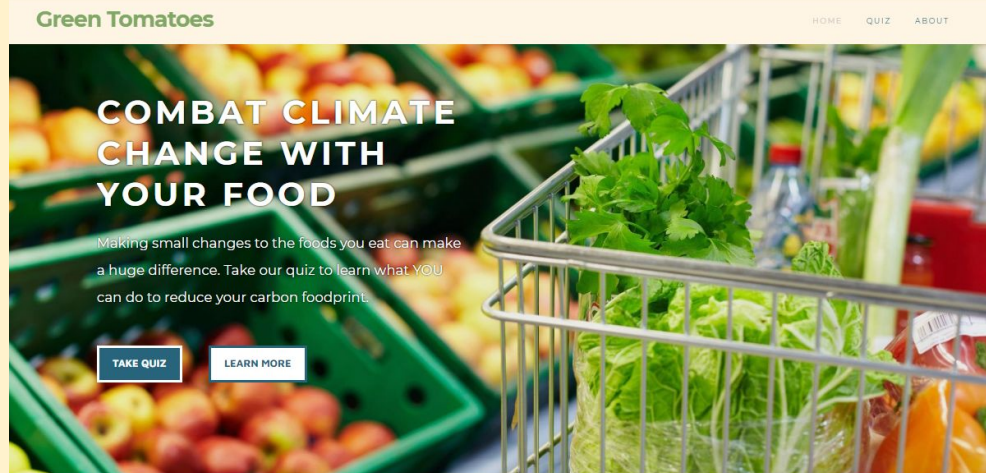 Green Tomatoes
HOME QUIZ ABOUT
COMBAT CLIMATE
CHANGE WITH
YOUR FOOD
Making small changes to the foods you eat can make
a huge difference. Take our quiz to learn what YOU
can do to reduce your carbon foodprint.
TAKE QUIZ LEARN MORE